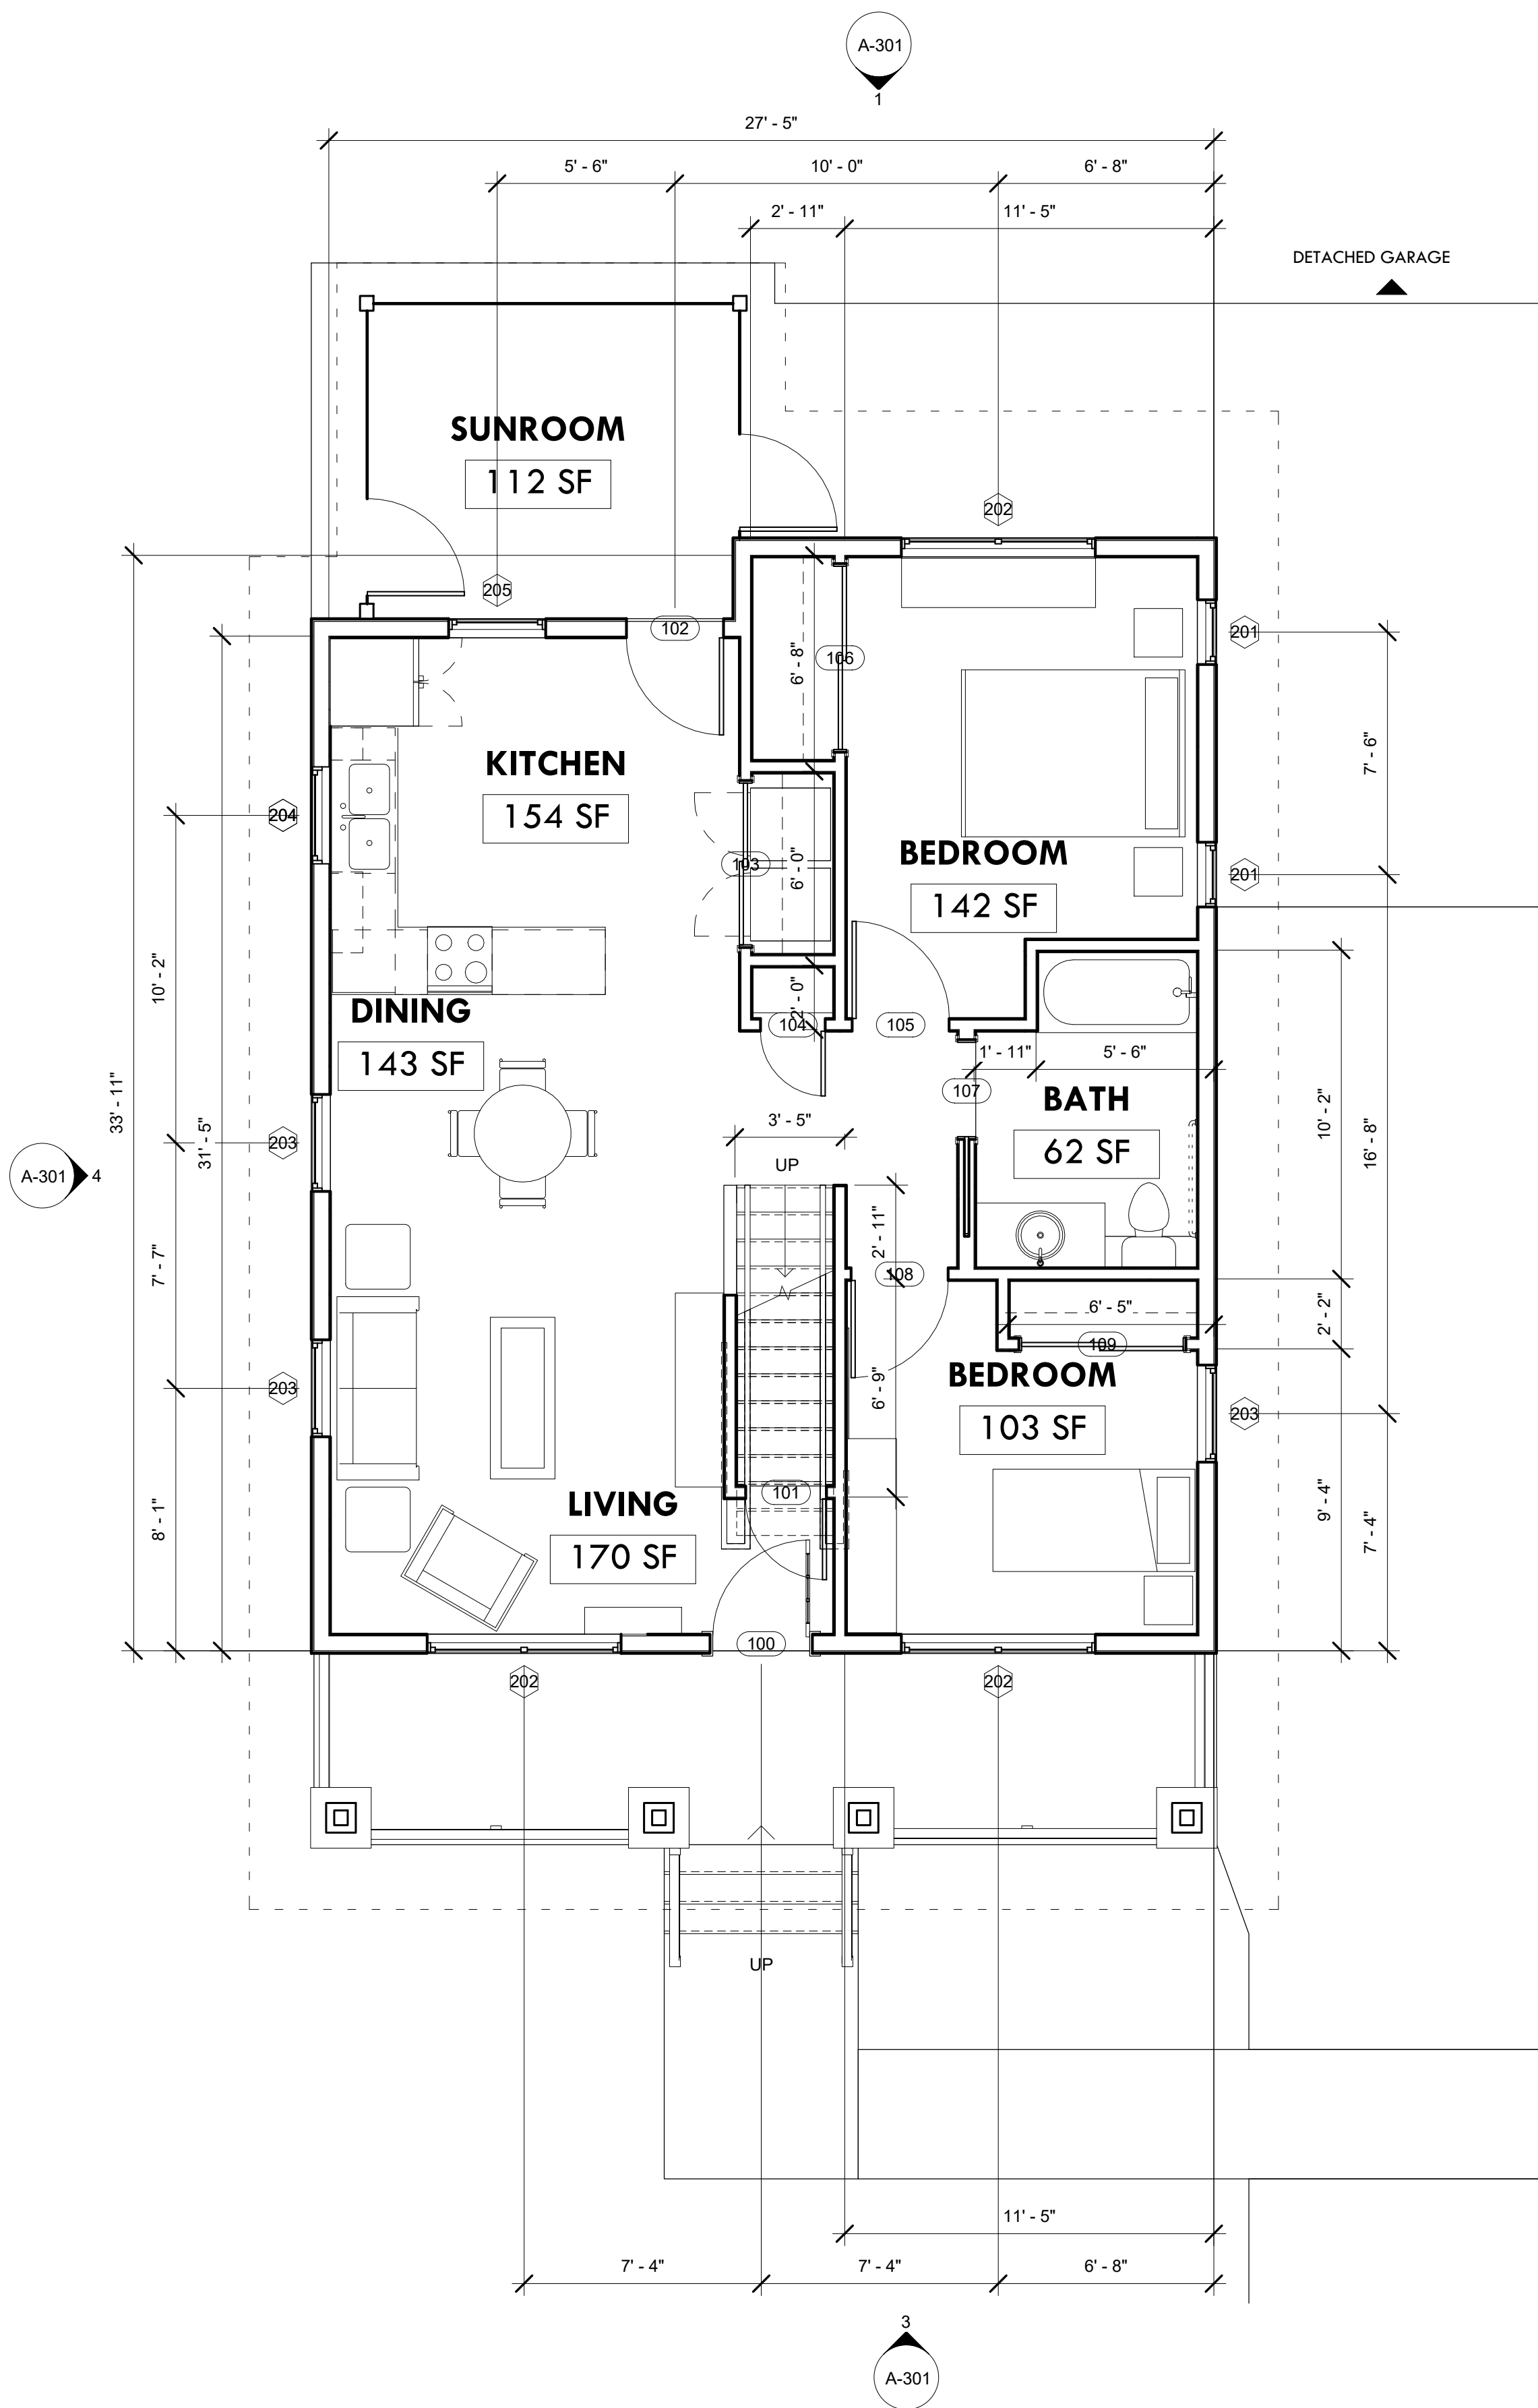 A-301
1
27' - 5"
5' - 6"
10' - 0"
6' - 8"
2' - 11"
11' - 5"
DETACHED GARAGE
SUNROOM
112 SF
202
205
102
201
106
6' - 8"
7' - 6"
KITCHEN
154 SF
204
103
6' - 0"
BEDROOM
142 SF
201
10' - 2"
DINING
143 SF
104
2' - 0"
105
1' - 11"
5' - 6"
107
BATH
62 SF
10' - 2"
16' - 8"
33' - 11"
31' - 5"
203
3' - 5"
UP
A-301
4
2' - 11"
7' - 7"
108
6' - 5"
2' - 2"
109
203
6' - 9"
BEDROOM
103 SF
203
LIVING
170 SF
101
8' - 1"
9' - 4"
7' - 4"
100
202
202
UP
11' - 5"
7' - 4"
7' - 4"
6' - 8"
3
A-301